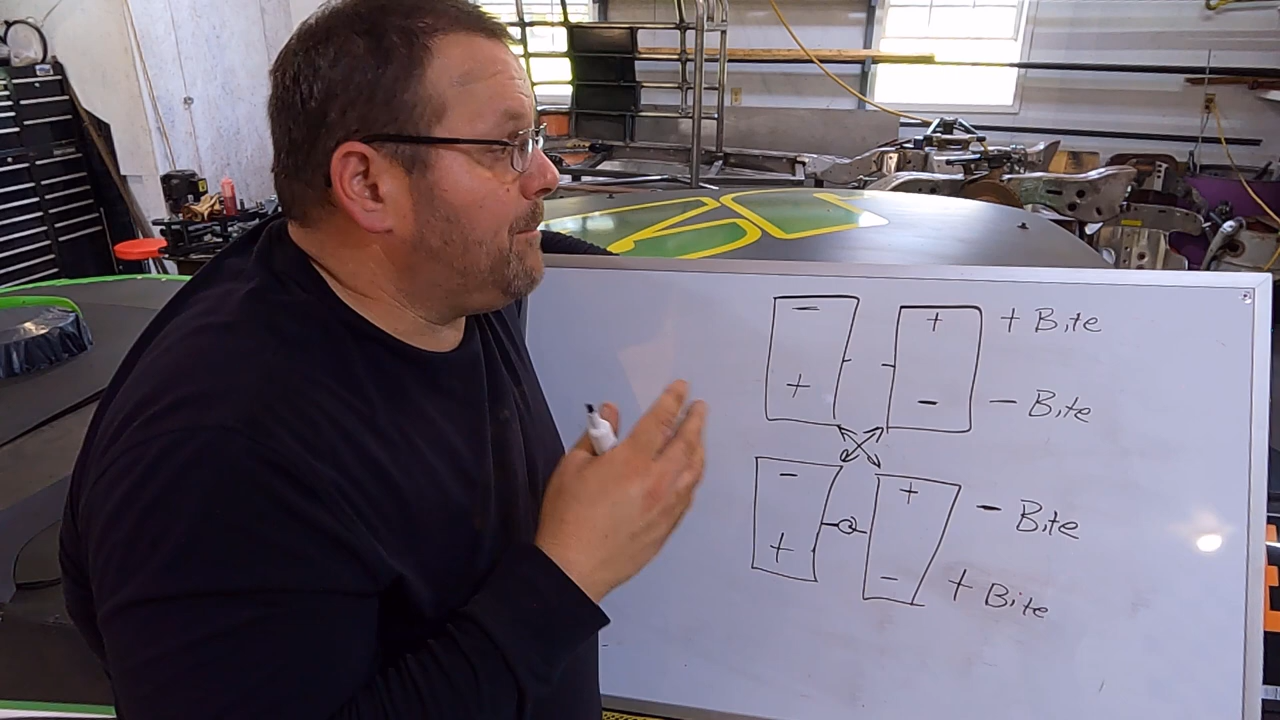 - +
+ Bite
+ -
- Bite
- +
- Bite
+ -
+ Bite